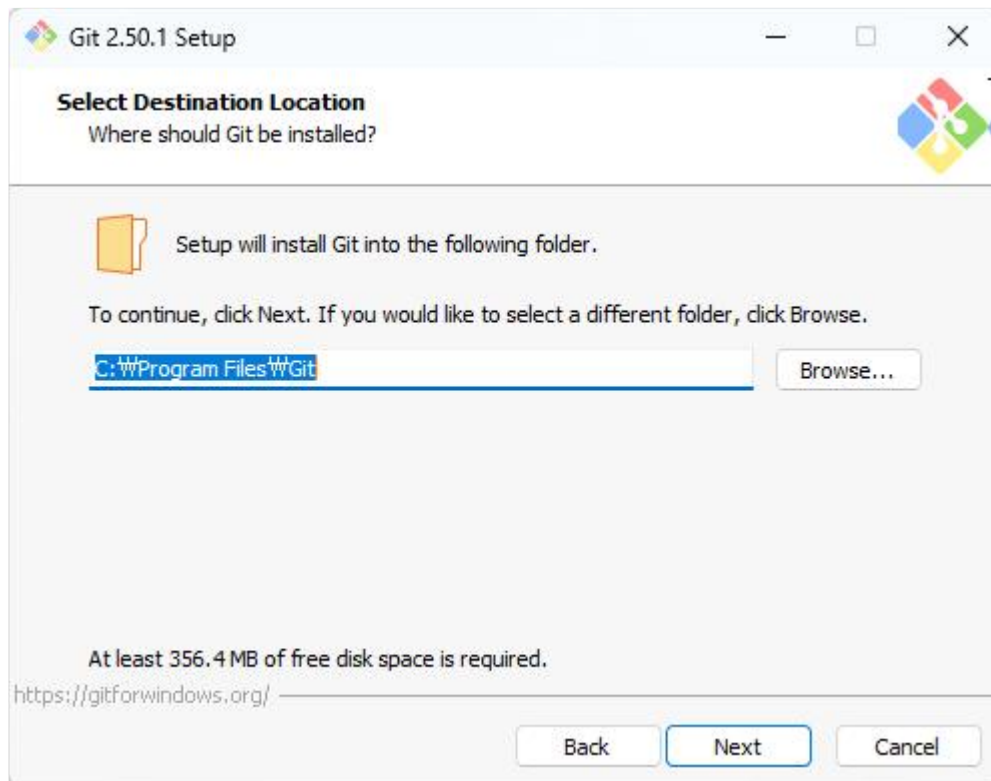 Git 2.50.1 Setup
Select Destination Location
Where should Git be installed?
Setup will install Git into the following folder.
To continue, click Next. If you would like to select a different folder, click Browse.
C:₩Program Files₩Git
Browse...
At least 356.4 MB of free disk space is required.
https://gitforwindows.org/
Back
Next
Cancel